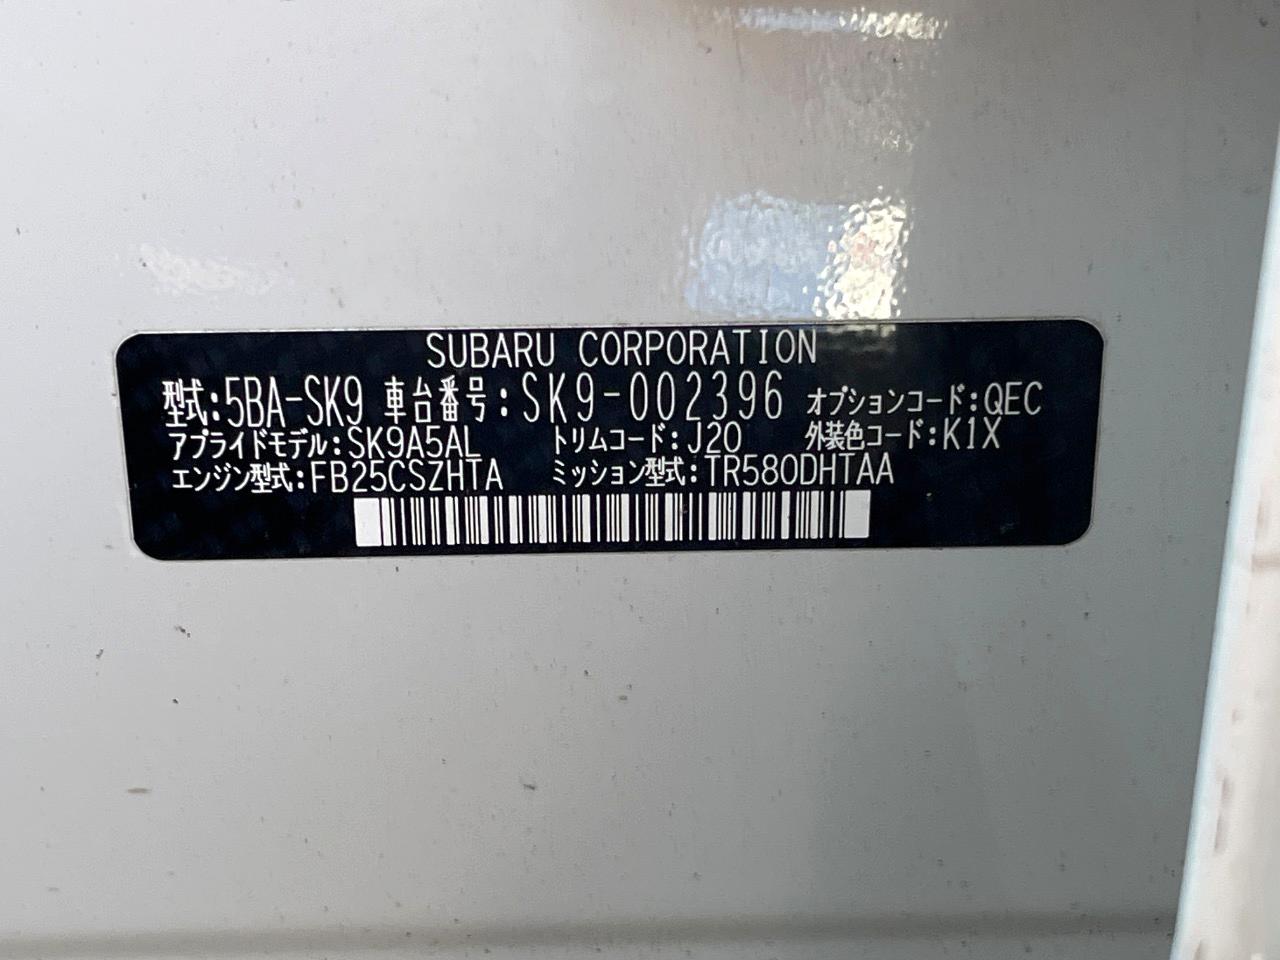 SUBARU CORPORATION
型式:5BA-SK9 車台番号:SK9-002396 オプションコード:QEC
アプライドモデル:SK9A5AL トリムコード:J20 外装色コード:K1X
エンジン型式:FB25CSZHTA ミッション型式:TR580DHTAA